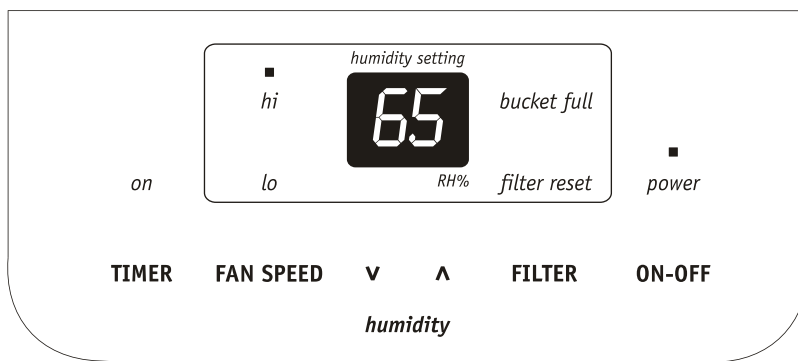 humidity setting
hi
65
bucket full
on
lo
RH%
filter reset
power
TIMER FAN SPEED ∨ ∧ FILTER ON-OFF
humidity